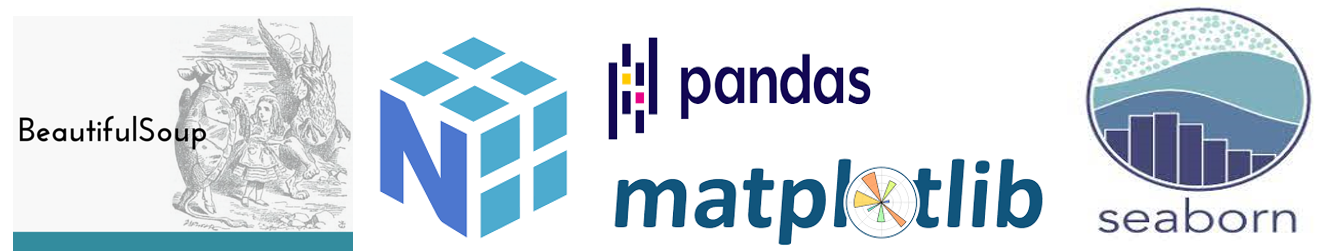 BeautifulSoup
N
pandas
matplotlib
seaborn